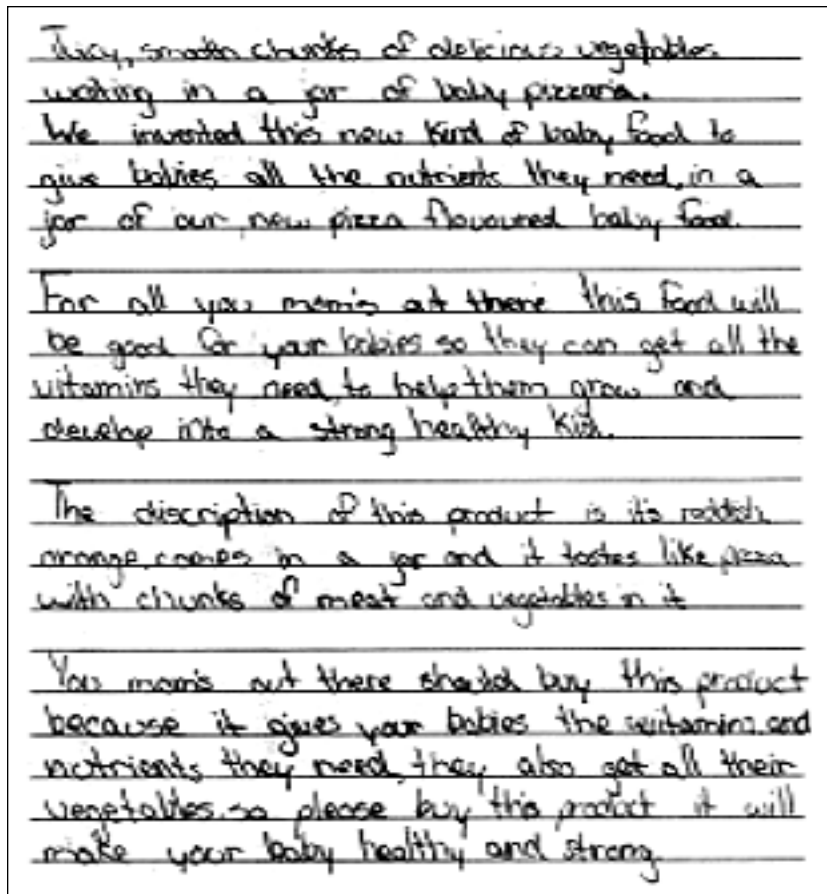 Juicy, smooth chunks of delicious vegetables
waiting in a jar of baby pizzaria.
We invented this new kind of baby food to
give babies all the nutrients they need, in a
jar of our, new pizza flavoured baby food.
For all you mom's out there this food will
be good for your babies so they can get all the
vitamins they need, to help them grow and
develop into a strong healthy kid.
The discription of this product is it's reddish
orange, comes in a jar and it tastes like pizza
with chunks of meat and vegetables in it
You mom's out there should buy this product
because it gives your babies the vitamins and
nutrients they need, they also get all their
vegetables, so please buy this product it will
make your baby healthy and strong